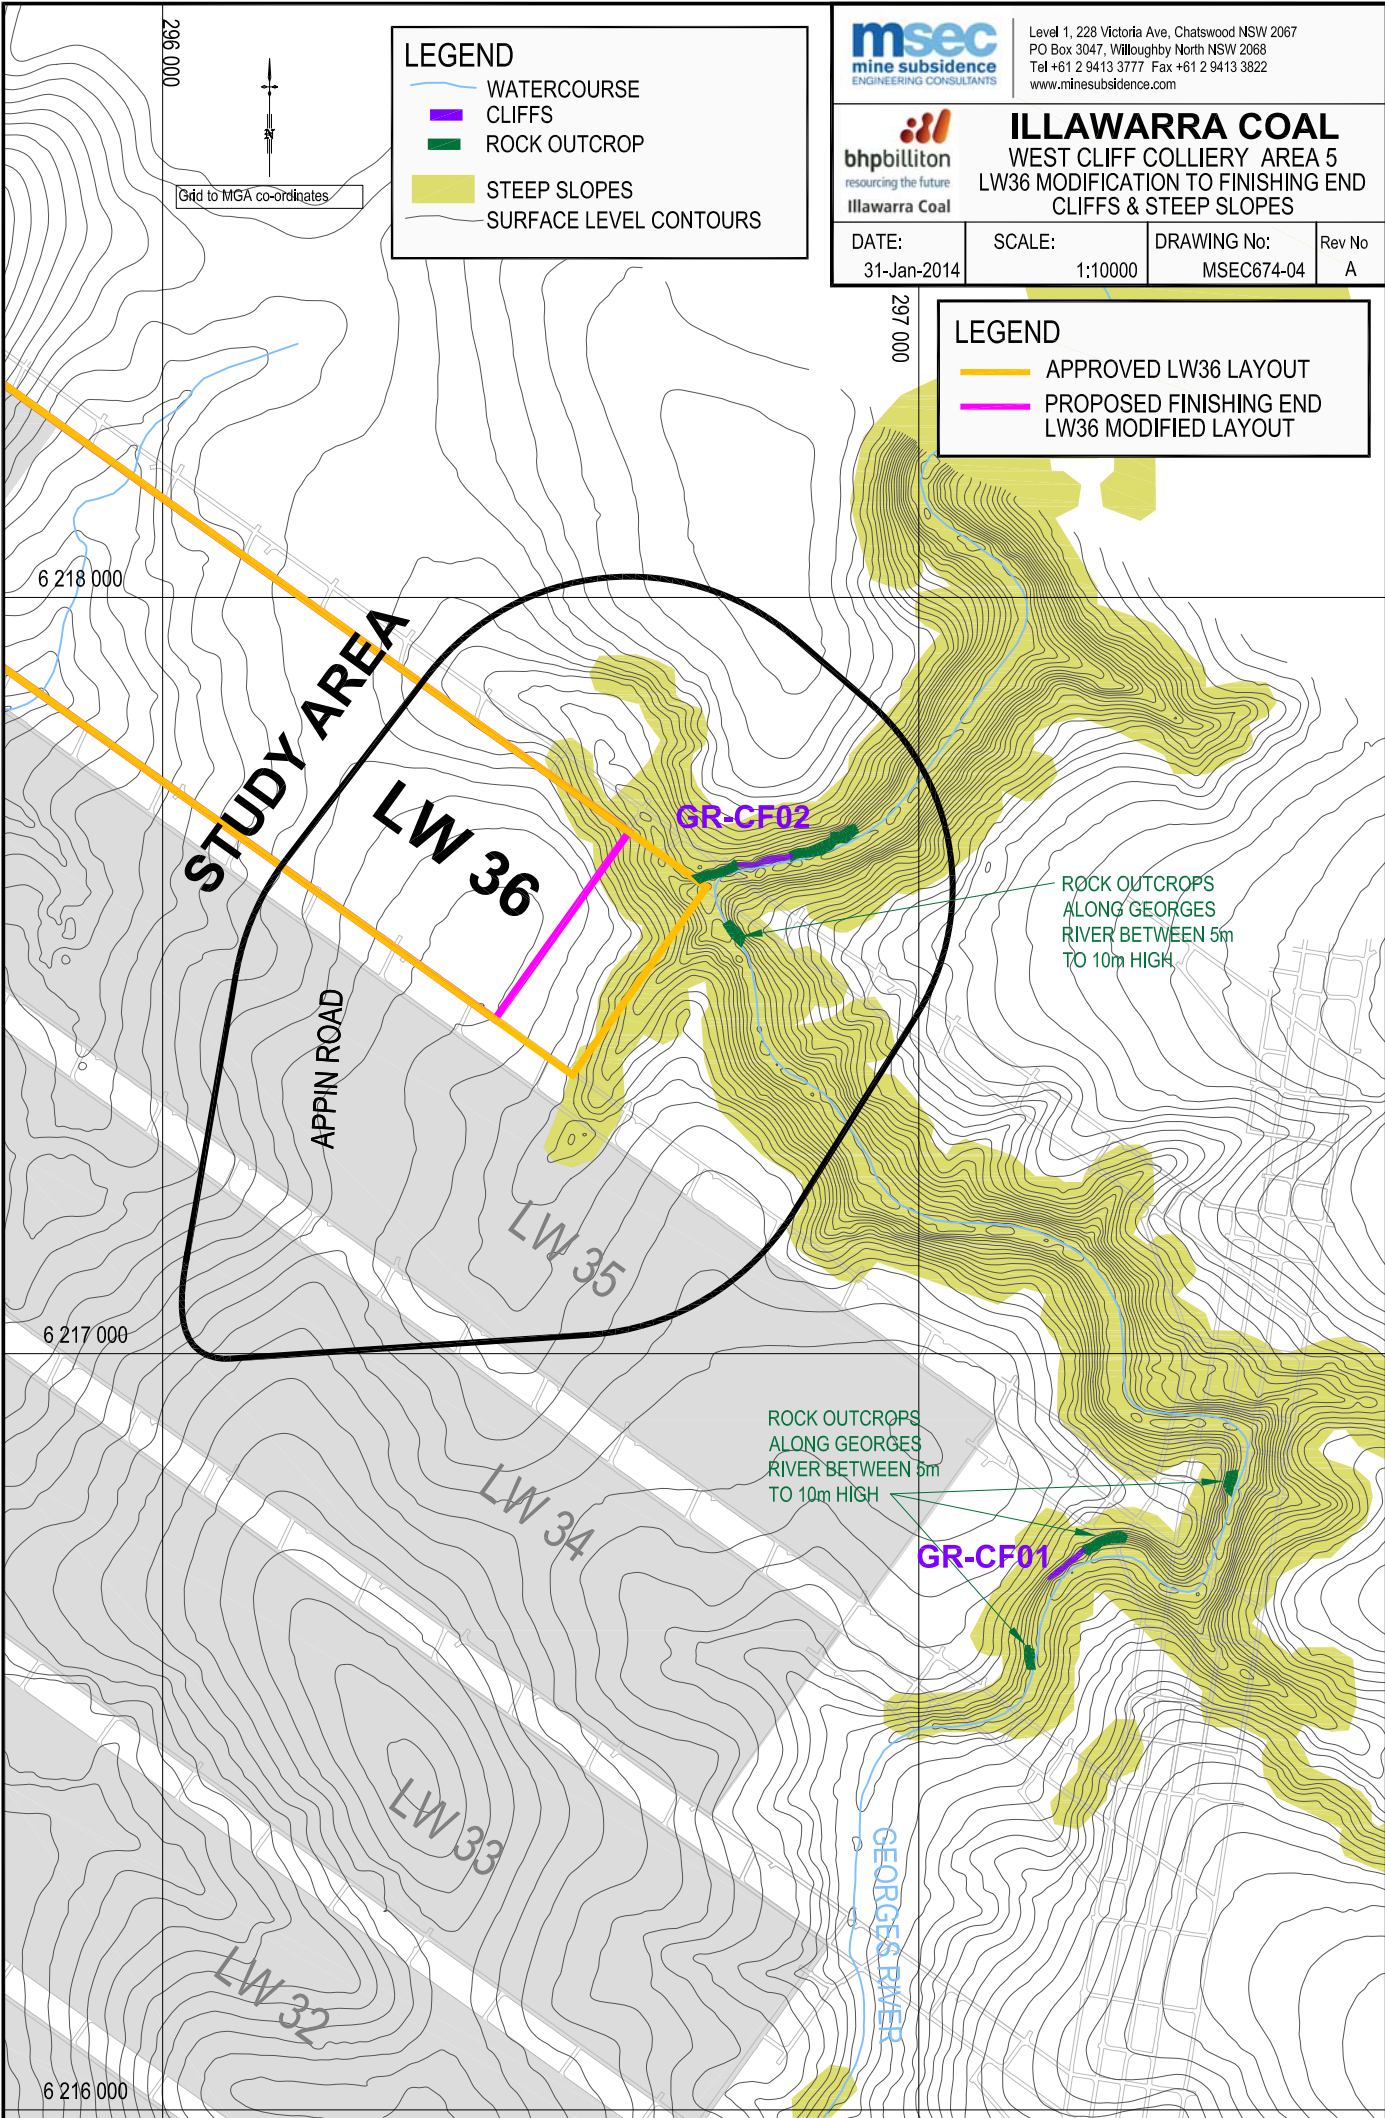 296 000
N
Grid to MGA co-ordinates
LEGEND
WATERCOURSE
CLIFFS
ROCK OUTCROP
STEEP SLOPES
SURFACE LEVEL CONTOURS
msec
mine subsidence
ENGINEERING CONSULTANTS
Level 1, 228 Victoria Ave, Chatswood NSW 2067
PO Box 3047, Willoughby North NSW 2068
Tel +61 2 9413 3777 Fax +61 2 9413 3822
www.minesubsidence.com
bhpbilliton
resourcing the future
Illawarra Coal
ILLAWARRA COAL
WEST CLIFF COLLIERY AREA 5
LW36 MODIFICATION TO FINISHING END
CLIFFS & STEEP SLOPES
DATE:
31-Jan-2014
SCALE:
1:10000
DRAWING No:
MSEC674-04
Rev No
A
297 000
LEGEND
APPROVED LW36 LAYOUT
PROPOSED FINISHING END
LW36 MODIFIED LAYOUT
6 218 000
STUDY AREA
LW 36
GR-CF02
ROCK OUTCROPS
ALONG GEORGES
RIVER BETWEEN 5m
TO 10m HIGH
APPIN ROAD
LW 35
6 217 000
ROCK OUTCROPS
ALONG GEORGES
RIVER BETWEEN 5m
TO 10m HIGH
LW 34
GR-CF01
LW 33
GEORGES RIVER
LW 32
6 216 000